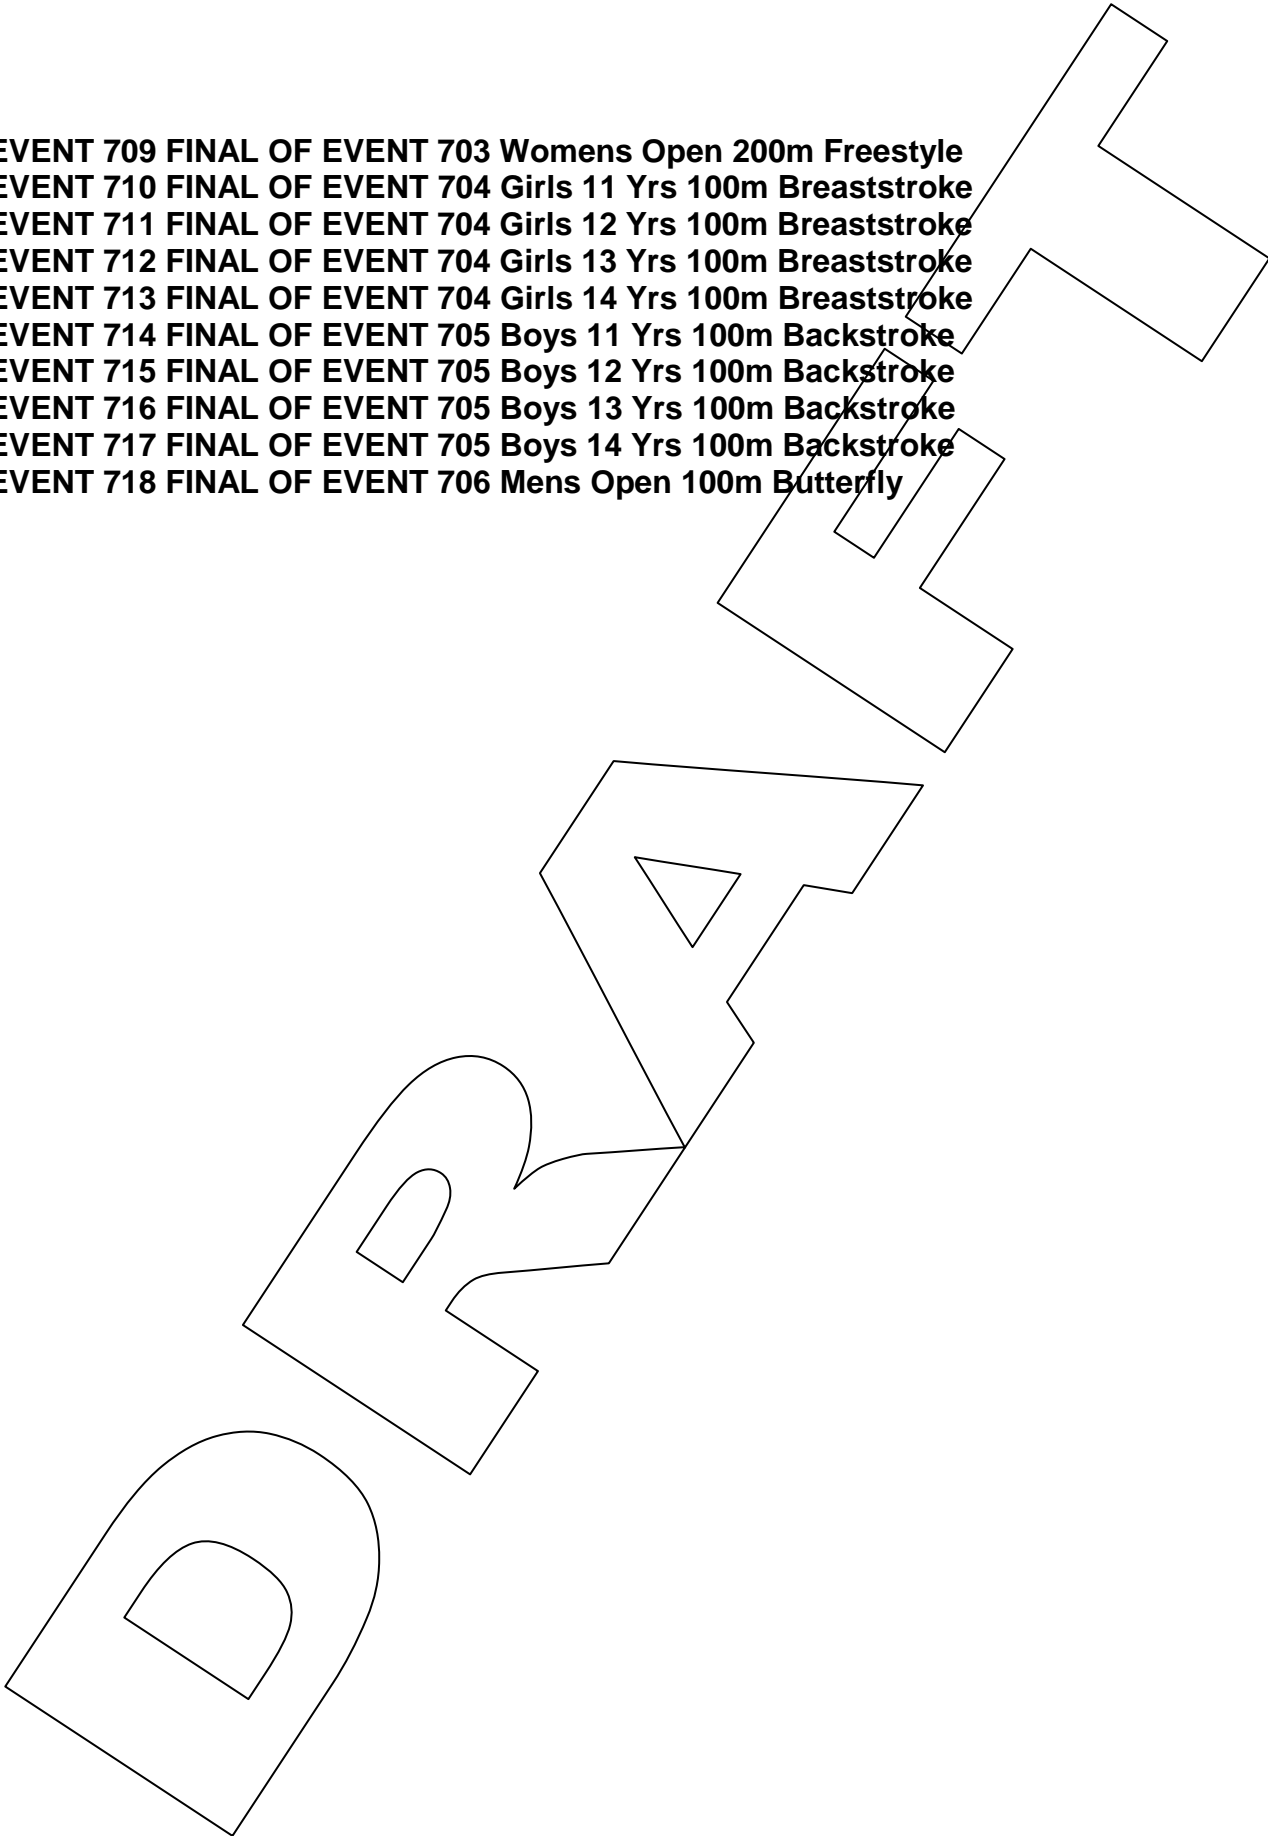 EVENT 709 FINAL OF EVENT 703 Womens Open 200m Freestyle
EVENT 710 FINAL OF EVENT 704 Girls 11 Yrs 100m Breaststroke
EVENT 711 FINAL OF EVENT 704 Girls 12 Yrs 100m Breaststroke
EVENT 712 FINAL OF EVENT 704 Girls 13 Yrs 100m Breaststroke
EVENT 713 FINAL OF EVENT 704 Girls 14 Yrs 100m Breaststroke
EVENT 714 FINAL OF EVENT 705 Boys 11 Yrs 100m Backstroke
EVENT 715 FINAL OF EVENT 705 Boys 12 Yrs 100m Backstroke
EVENT 716 FINAL OF EVENT 705 Boys 13 Yrs 100m Backstroke
EVENT 717 FINAL OF EVENT 705 Boys 14 Yrs 100m Backstroke
EVENT 718 FINAL OF EVENT 706 Mens Open 100m Butterfly
DRAFT